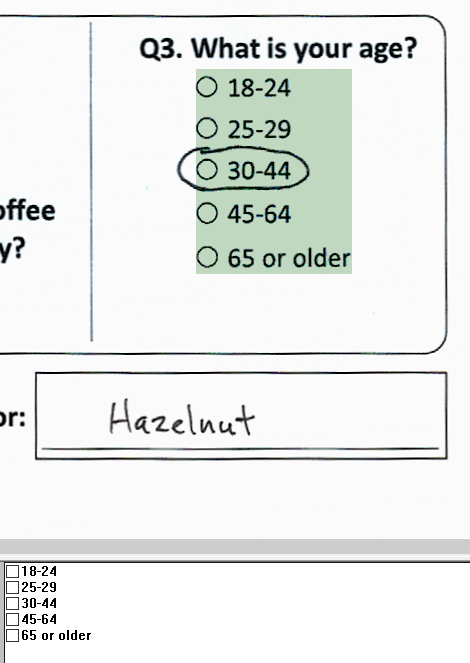 Q3. What is your age?
18-24
25-29
30-44
45-64
65 or older
offee
y?
or:
Hazelnut
18-24
25-29
30-44
45-64
65 or older